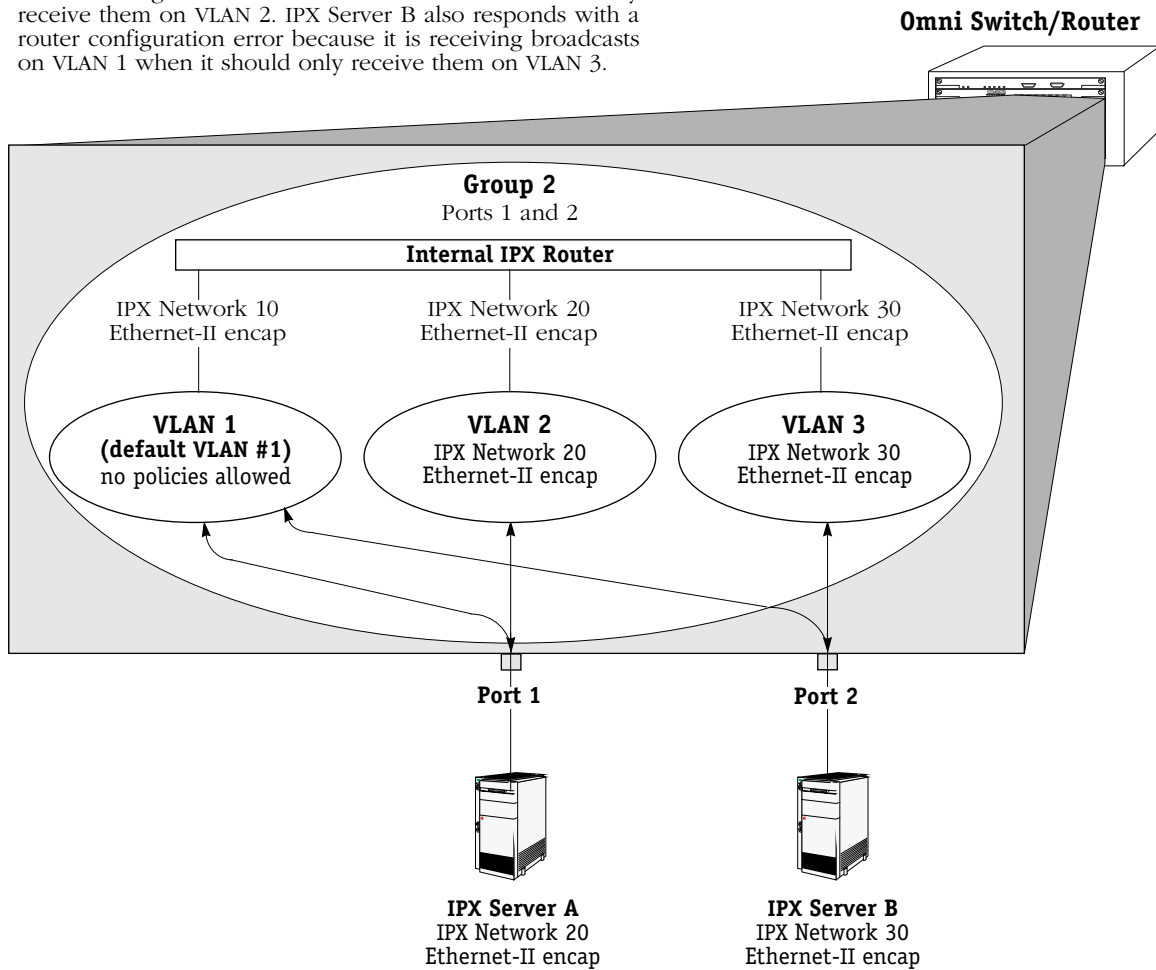 receive them on VLAN 2. IPX Server B also responds with a
router configuration error because it is receiving broadcasts
on VLAN 1 when it should only receive them on VLAN 3.
Omni Switch/Router
Group 2
Ports 1 and 2
Internal IPX Router
IPX Network 10
Ethernet-II encap
IPX Network 20
Ethernet-II encap
IPX Network 30
Ethernet-II encap
VLAN 1
(default VLAN #1)
no policies allowed
VLAN 2
IPX Network 20
Ethernet-II encap
VLAN 3
IPX Network 30
Ethernet-II encap
Port 1
Port 2
IPX Server A
IPX Network 20
Ethernet-II encap
IPX Server B
IPX Network 30
Ethernet-II encap